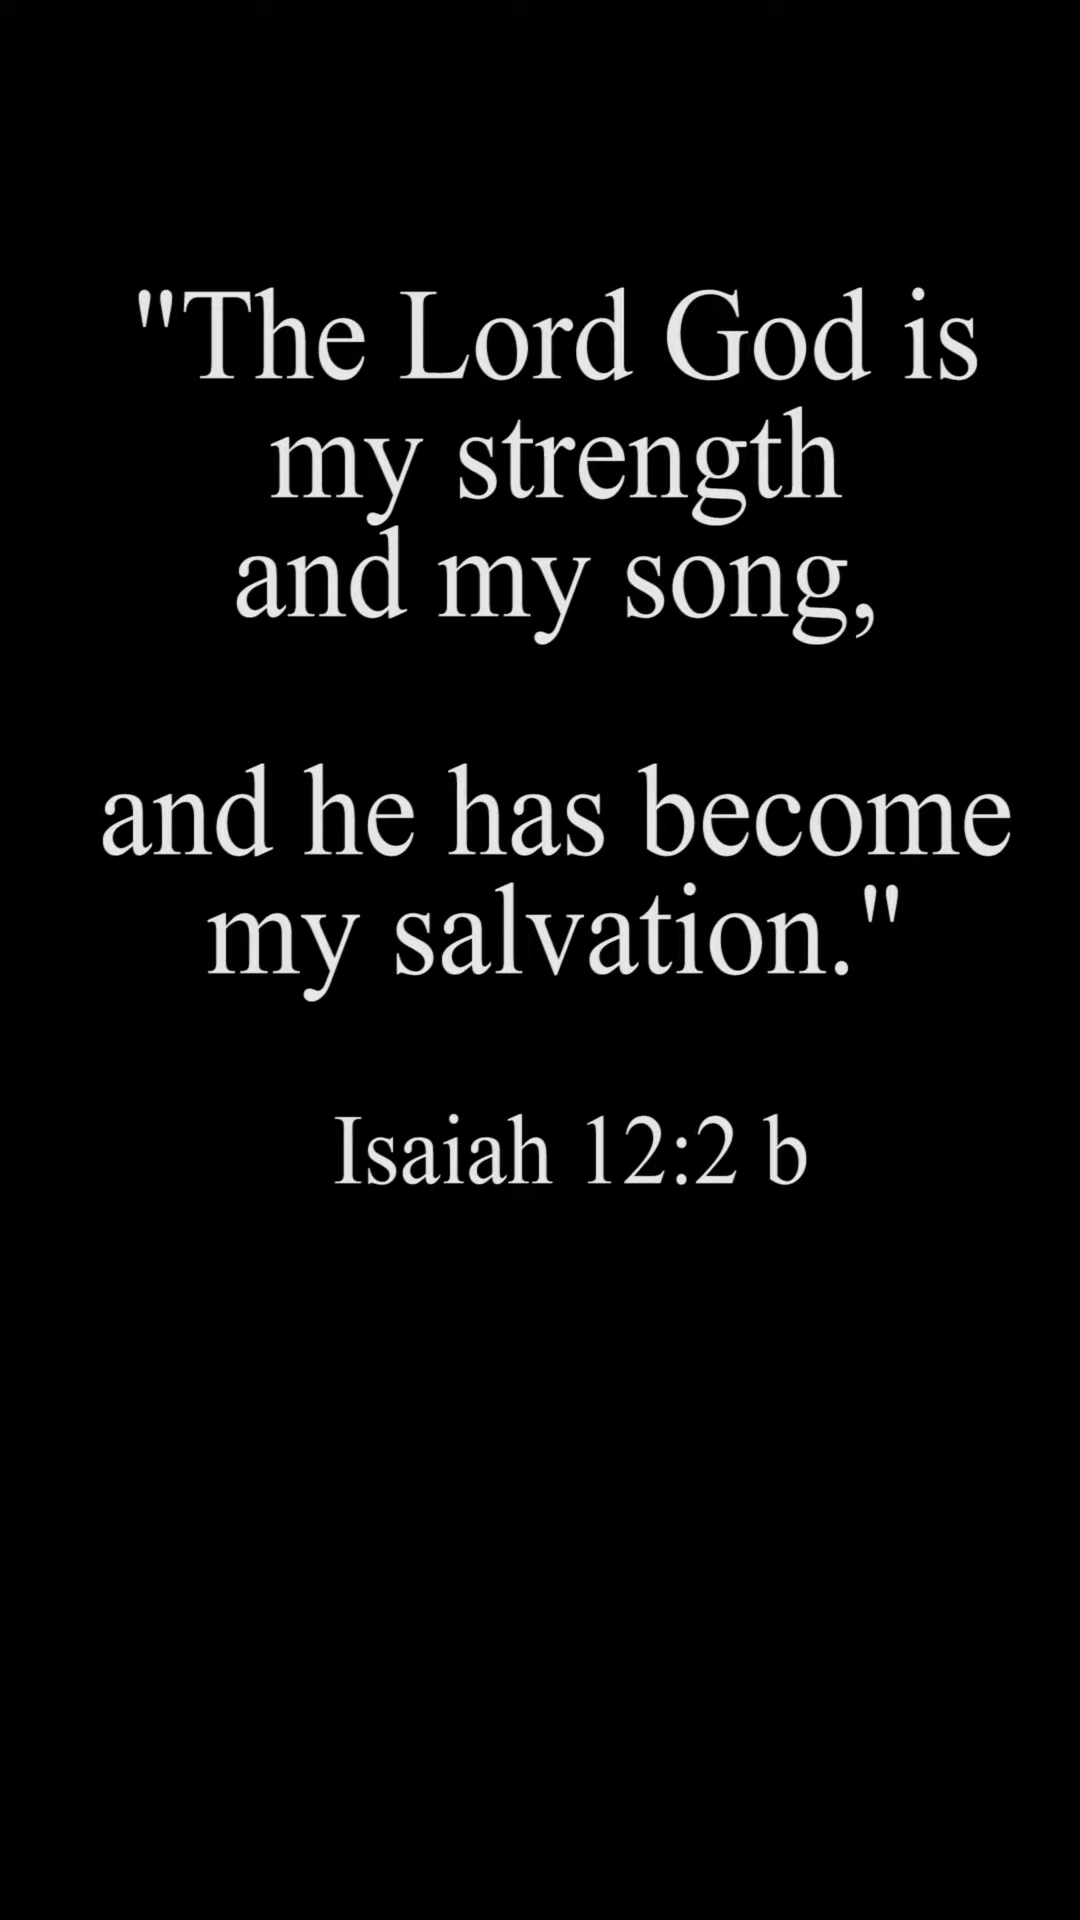 "The Lord God is
my strength
and my song,
and he has become
my salvation."
Isaiah 12:2 b